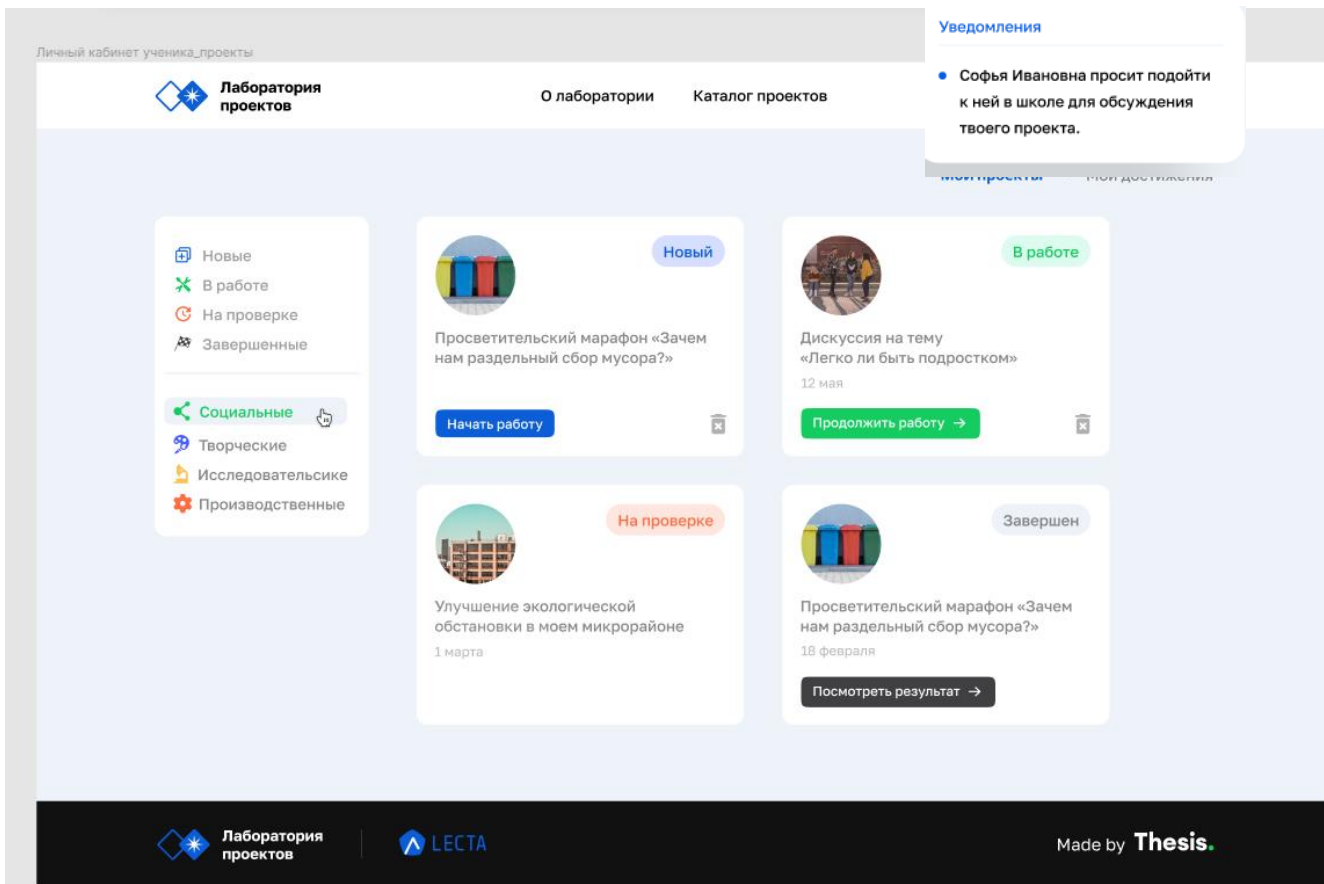 Уведомления
Личный кабинет ученика_проекты
Софья Ивановна просит подойти
к ней в школе для обсуждения
твоего проекта.
Лаборатория
проектов
О лаборатории
Каталог проектов
Мои проекты
Мои достижения
Новые
В работе
На проверке
Завершенные
Социальные
Творческие
Исследовательсике
Производственные
Новый
Просветительский марафон «Зачем
нам раздельный сбор мусора?»
Начать работу
В работе
Дискуссия на тему
«Легко ли быть подростком»
12 мая
Продолжить работу →
На проверке
Улучшение экологической
обстановки в моем микрорайоне
1 марта
Завершен
Просветительский марафон «Зачем
нам раздельный сбор мусора?»
18 февраля
Посмотреть результат →
Лаборатория
проектов
LECTA
Made by Thesis.